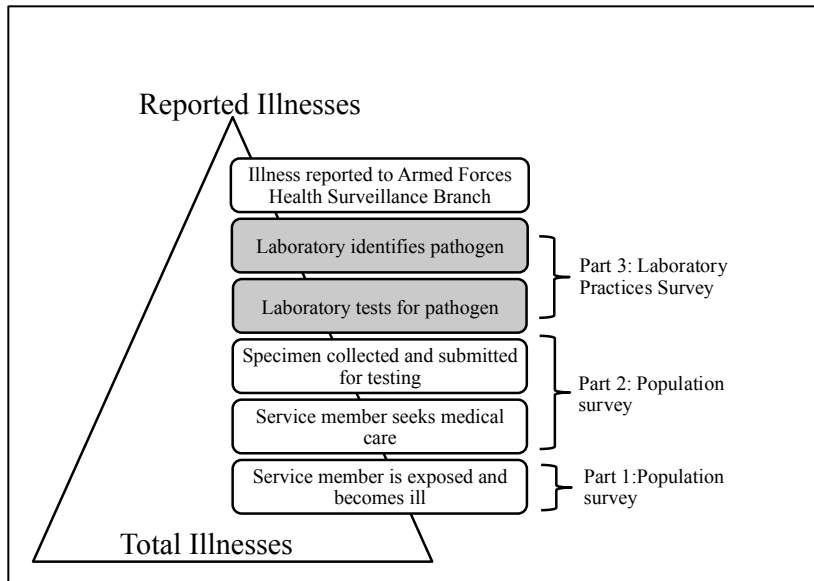 Reported Illnesses
Illness reported to Armed Forces
Health Surveillance Branch
Laboratory identifies pathogen
Part 3: Laboratory
Practices Survey
Laboratory tests for pathogen
Specimen collected and submitted
for testing
Part 2: Population
survey
Service member seeks medical
care
Service member is exposed and
becomes ill
Part 1:Population
survey
Total Illnesses